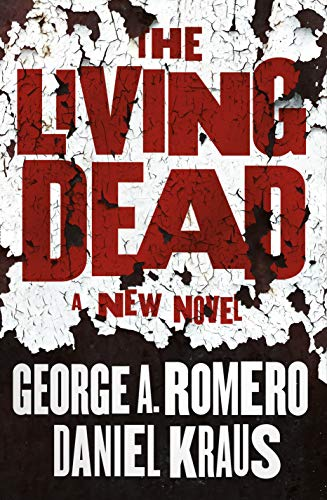 THE
LIVING
DEAD
A NEW NOVEL
GEORGE A. ROMERO
DANIEL KRAUS